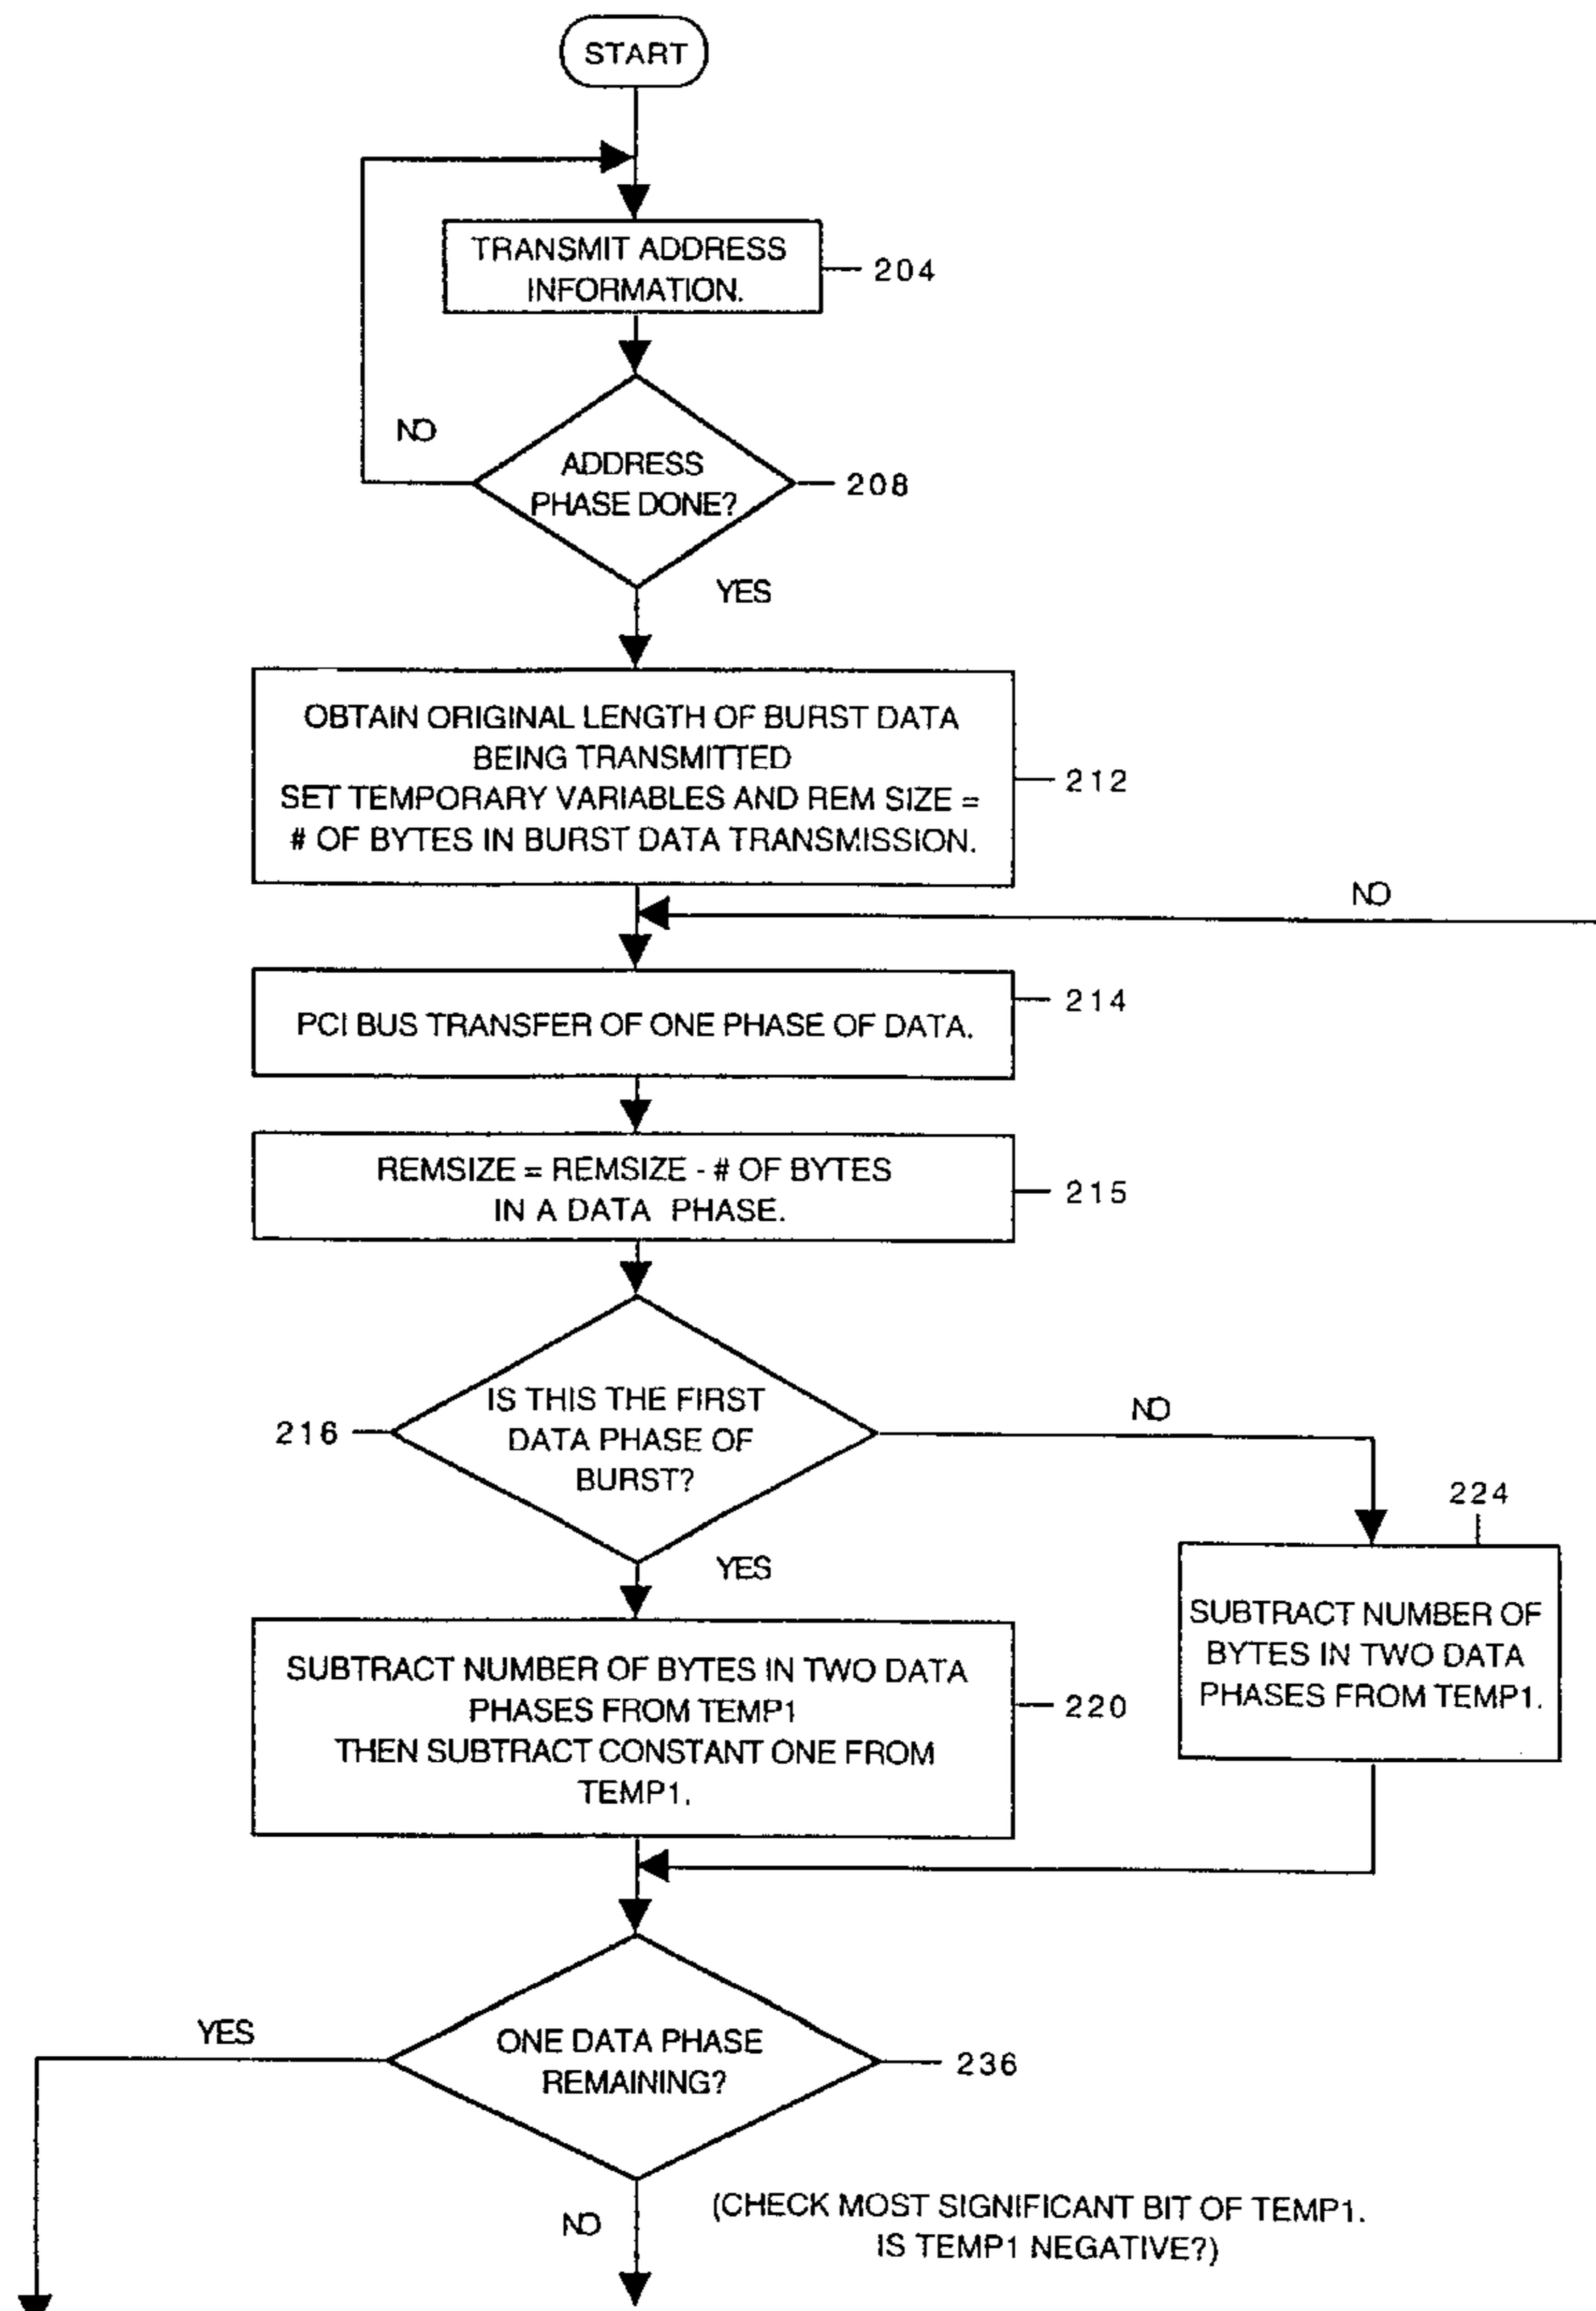 START
TRANSMIT ADDRESS
INFORMATION.
204
NO
ADDRESS
PHASE DONE?
208
YES
OBTAIN ORIGINAL LENGTH OF BURST DATA
BEING TRANSMITTED
SET TEMPORARY VARIABLES AND REM SIZE =
# OF BYTES IN BURST DATA TRANSMISSION.
212
NO
PCI BUS TRANSFER OF ONE PHASE OF DATA.
214
REMSIZE = REMSIZE - # OF BYTES
IN A DATA PHASE.
215
IS THIS THE FIRST
DATA PHASE OF
BURST?
216
NO
224
SUBTRACT NUMBER OF
BYTES IN TWO DATA
PHASES FROM TEMP1.
YES
SUBTRACT NUMBER OF BYTES IN TWO DATA
PHASES FROM TEMP1
THEN SUBTRACT CONSTANT ONE FROM
TEMP1.
220
YES
ONE DATA PHASE
REMAINING?
236
NO
(CHECK MOST SIGNIFICANT BIT OF TEMP1.
IS TEMP1 NEGATIVE?)